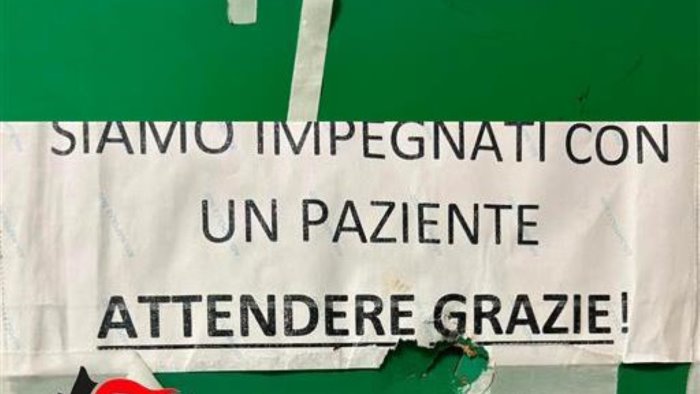 SIAMO IMPEGNATI CON
UN PAZIENTE
ATTENDERE GRAZIE!